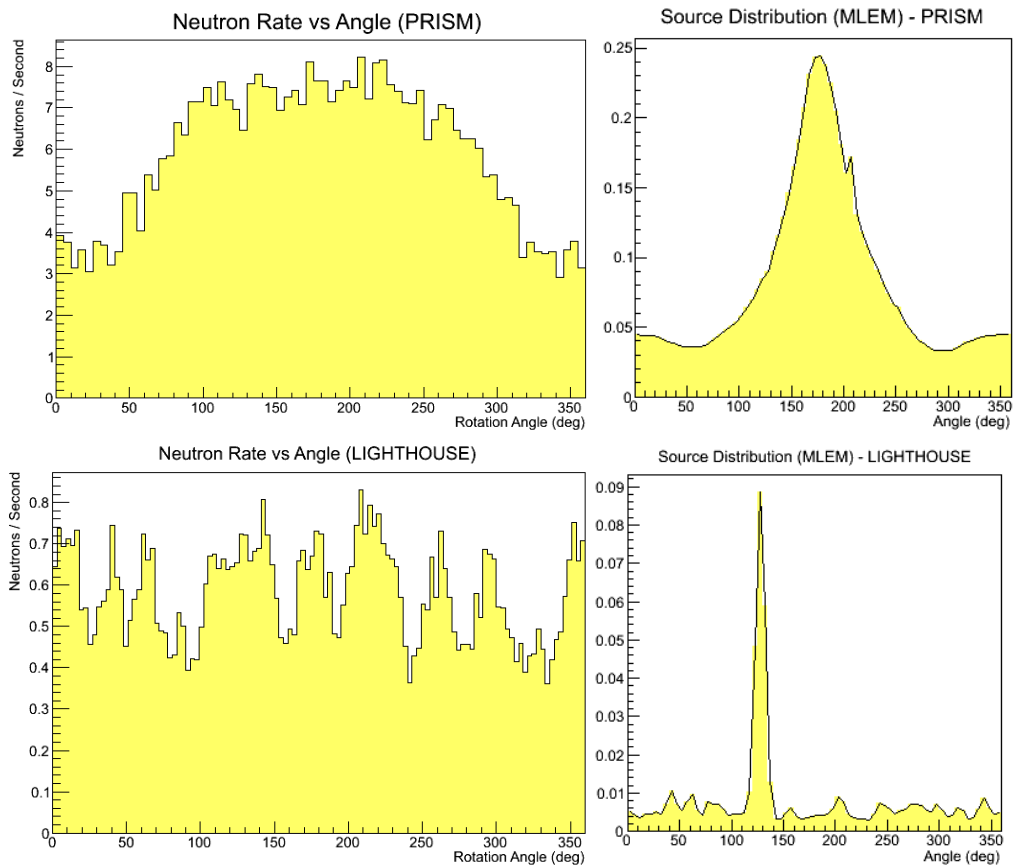 Neutron Rate vs Angle (PRISM)
Neutrons / Second
8
7
6
5
4
3
2
1
0
0 50 100 150 200 250 300 350
Rotation Angle (deg)
Source Distribution (MLEM) - PRISM
0.25
0.2
0.15
0.1
0.05
0
0 50 100 150 200 250 300 350
Angle (deg)
Neutron Rate vs Angle (LIGHTHOUSE)
Neutrons / Second
0.8
0.7
0.6
0.5
0.4
0.3
0.2
0.1
0
0 50 100 150 200 250 300 350
Rotation Angle (deg)
Source Distribution (MLEM) - LIGHTHOUSE
0.09
0.08
0.07
0.06
0.05
0.04
0.03
0.02
0.01
0
0 50 100 150 200 250 300 350
Angle (deg)